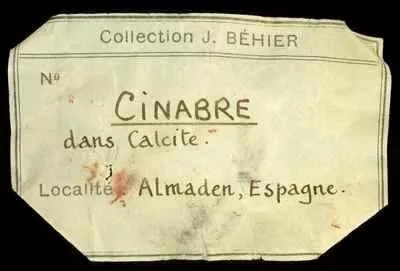 Collection J. BÉHIER
Nº
CINABRE
dans Calcite.
Localité: Almaden, Espagne.